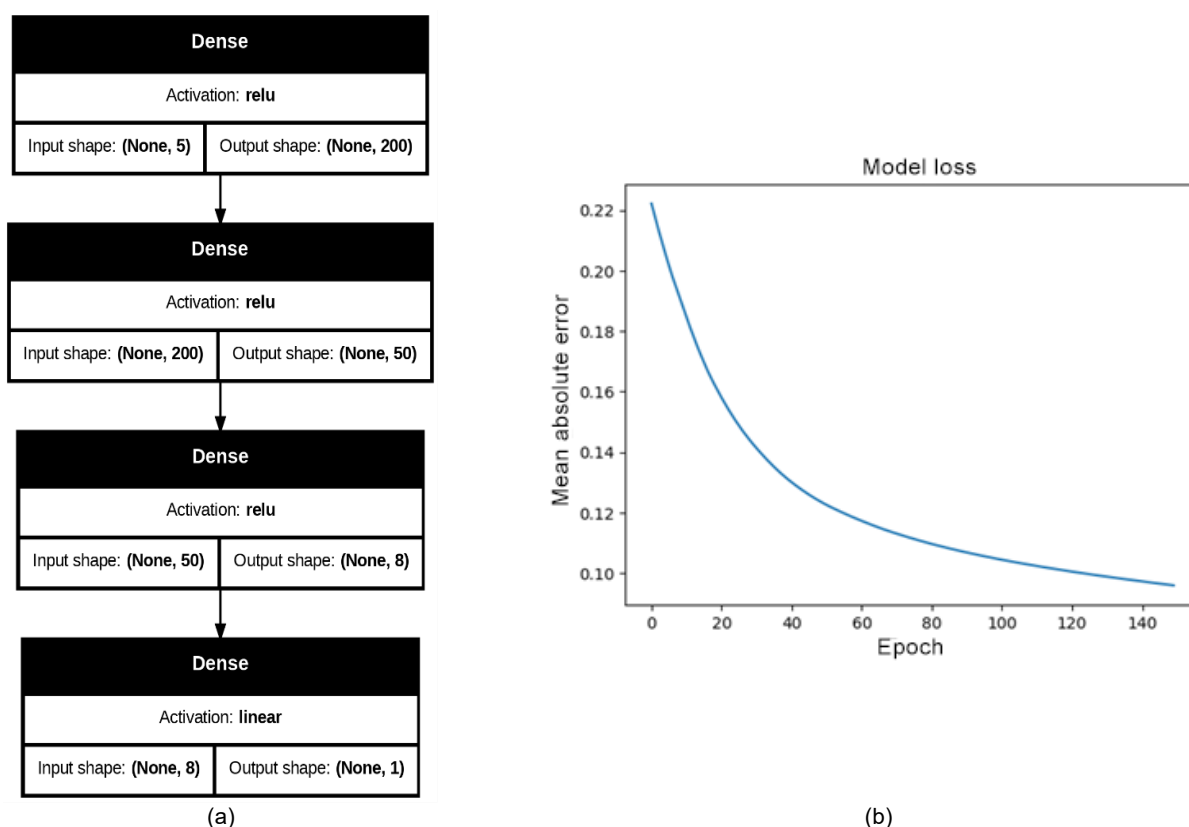 Dense
Activation: relu
Input shape: (None, 5) Output shape: (None, 200)
Dense
Activation: relu
Input shape: (None, 200) Output shape: (None, 50)
Dense
Activation: relu
Input shape: (None, 50) Output shape: (None, 8)
Dense
Activation: linear
Input shape: (None, 8) Output shape: (None, 1)
(a)
Model loss
Mean absolute error
0.22
0.20
0.18
0.16
0.14
0.12
0.10
0 20 40 60 80 100 120 140
Epoch
(b)